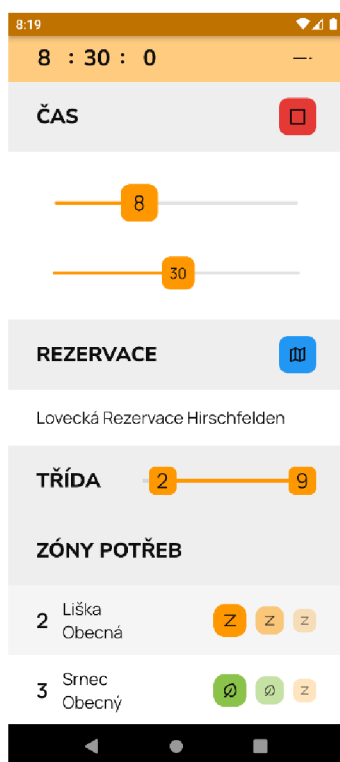 8:19
8 : 30 : 0 —-
ČAS
8
30
REZERVACE
Lovecká Rezervace Hirschfelden
TŘÍDA 2 9
ZÓNY POTŘEB
2 Liška
Obecná
Z Z Z
3 Srnec
Obecný
Z